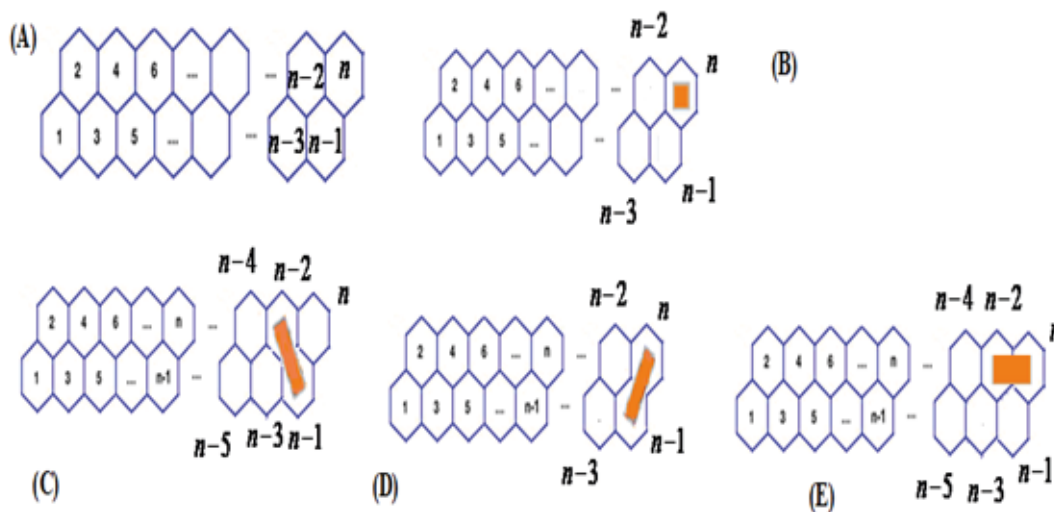 (A)
2 4 6 ... ... n−2 n
1 3 5 ... ... n−3 n−1
n−2
n
(B)
2 4 6 ... ...
1 3 5 ... ...
n−1
n−3
n−4 n−2
n
2 4 6 ... n ...
1 3 5 ... n-1 ...
n−5 n−3 n−1
(C)
n−2 n
2 4 6 ... n ...
1 3 5 ... n-1 ...
n−1
n−3
(D)
n−4 n−2
n
2 4 6 ... n ...
1 3 5 ... n-1 ...
n−1
n−5 n−3
(E)